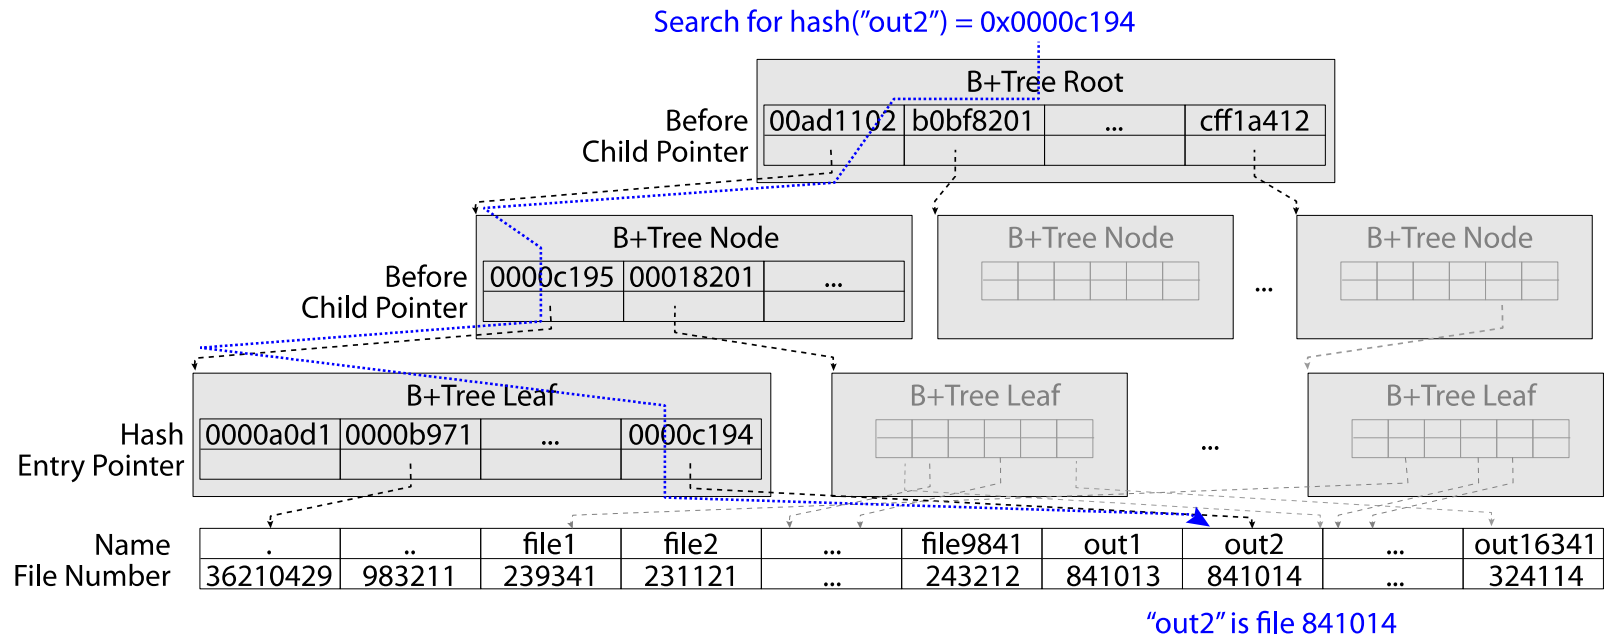 Search for hash(”out2”) = 0x0000c194
B+Tree Root
Before 00ad1102 b0bf8201 ... cff1a412
Child Pointer
B+Tree Node B+Tree Node B+Tree Node
Before 0000c195 00018201 ...
...
Child Pointer
B+Tree Leaf B+Tree Leaf B+Tree Leaf
Hash 0000a0d1 0000b971 ... 0000c194
...
Entry Pointer
Name . .. file1 file2 ... file9841 out1 out2 ... out16341
File Number 36210429 983211 239341 231121 ... 243212 841013 841014 ... 324114
“out2” is file 841014